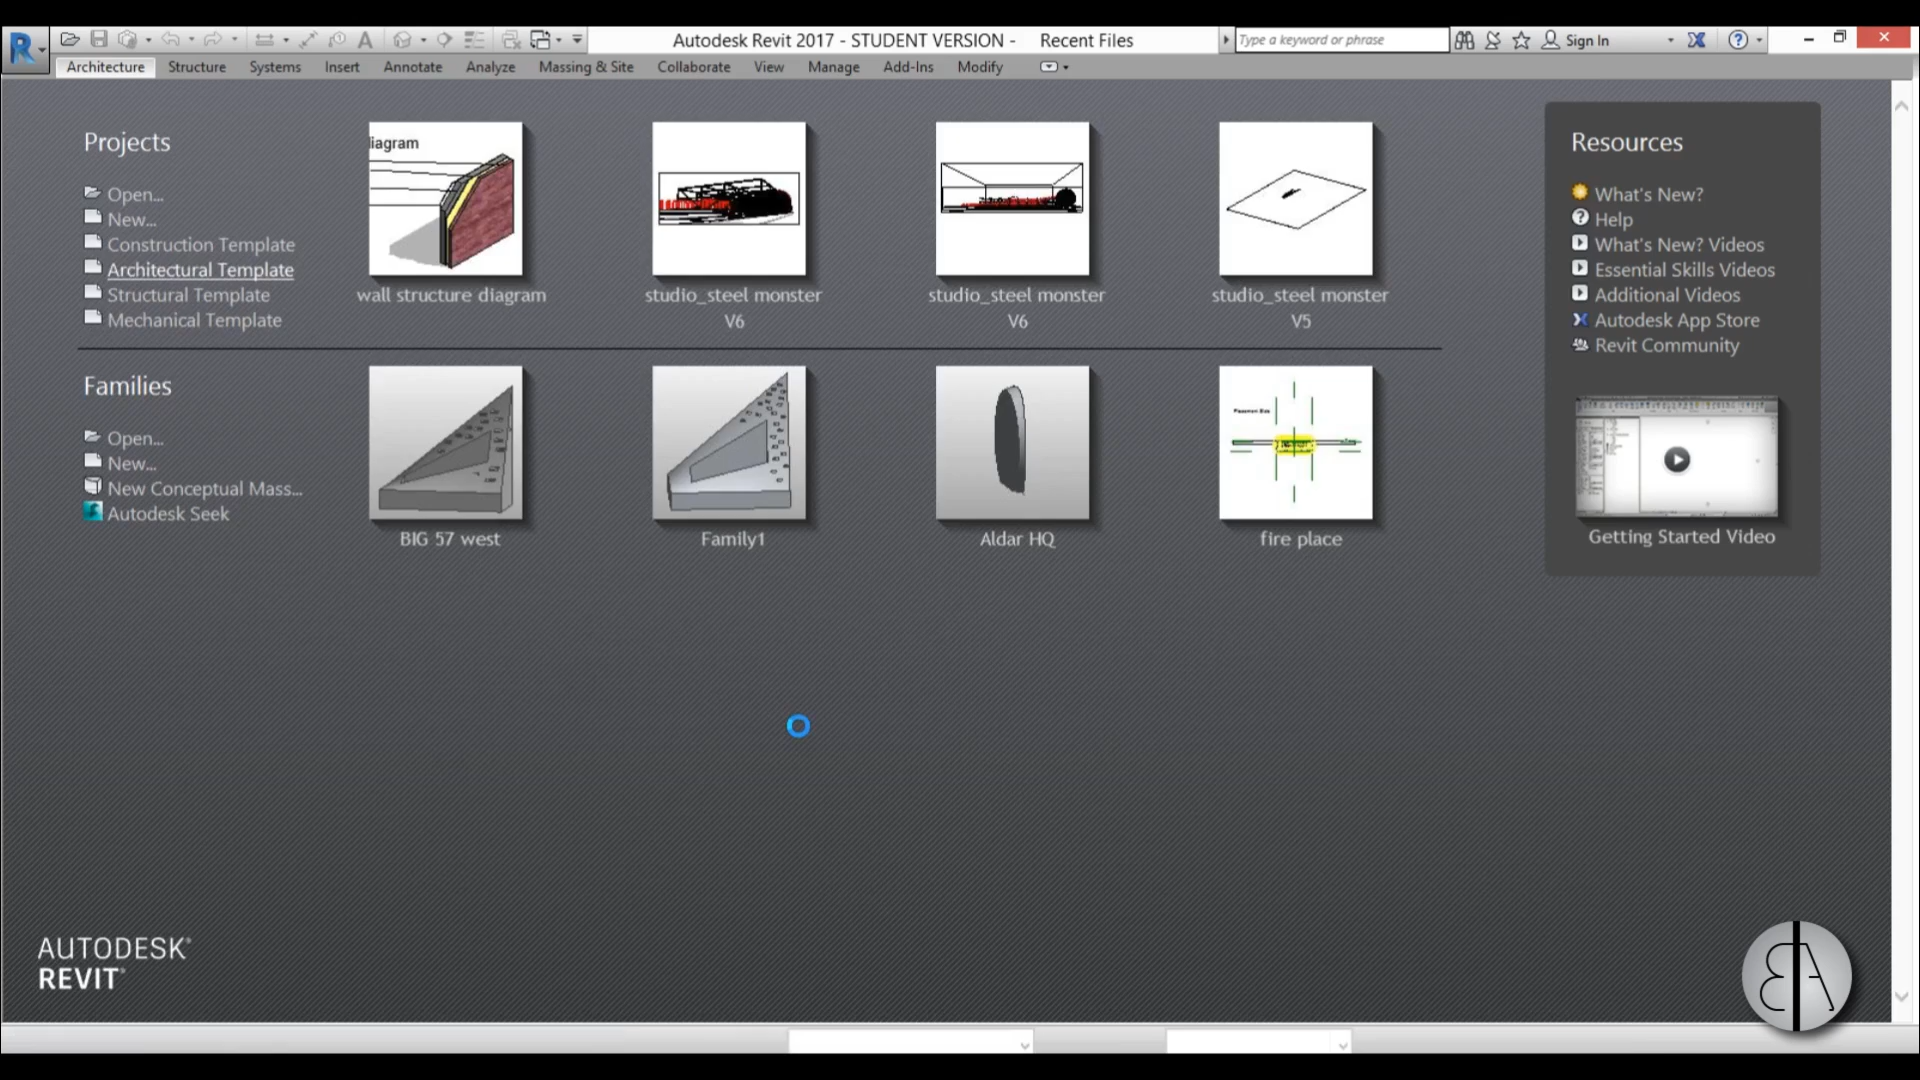 Autodesk Revit 2017 - STUDENT VERSION - Recent Files
Type a keyword or phrase
Sign In
Architecture Structure Systems Insert Annotate Analyze Massing & Site Collaborate View Manage Add-Ins Modify
Projects
Open...
New...
Construction Template
Architectural Template
Structural Template
Mechanical Template
iagram
wall structure diagram
studio_steel monster
V6
studio_steel monster
V6
studio_steel monster
V5
Families
Open...
New...
New Conceptual Mass...
Autodesk Seek
BIG 57 west
Family1
Aldar HQ
fire place
Resources
What's New?
Help
What's New? Videos
Essential Skills Videos
Additional Videos
Autodesk App Store
Revit Community
Getting Started Video
AUTODESK®
REVIT®